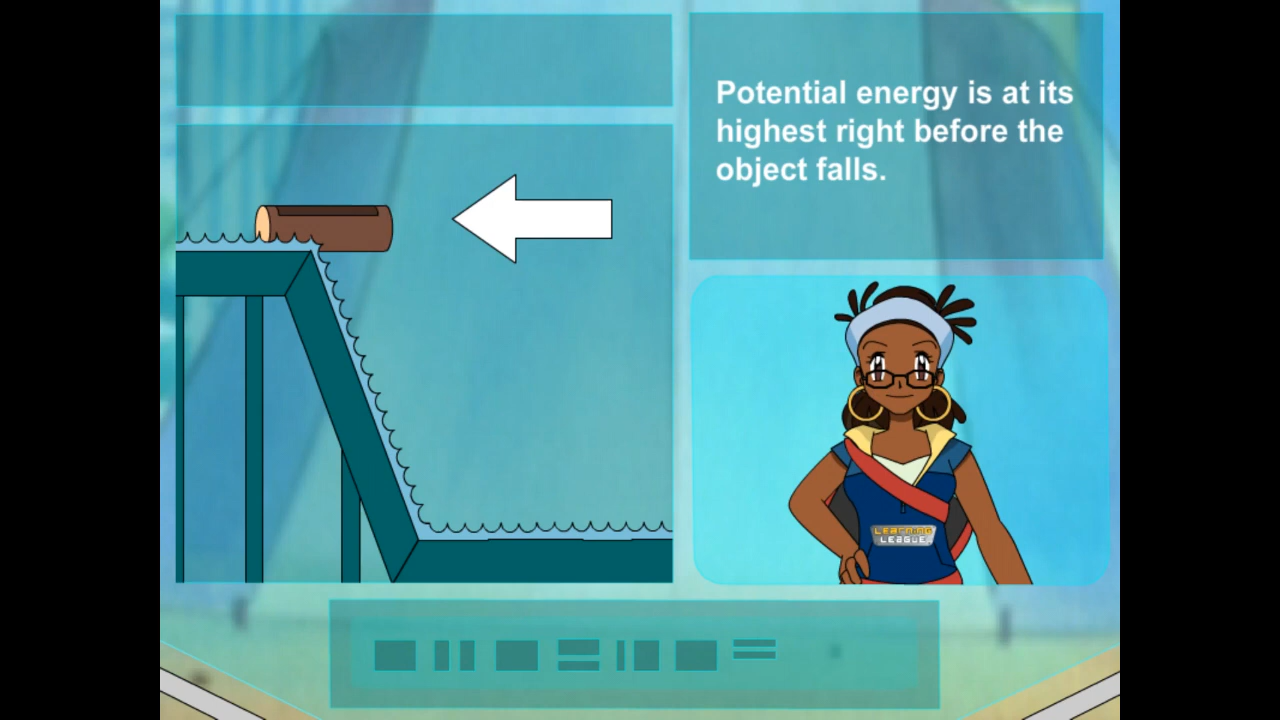 Potential energy is at its
highest right before the
object falls.
LEARNING
LEAGUE